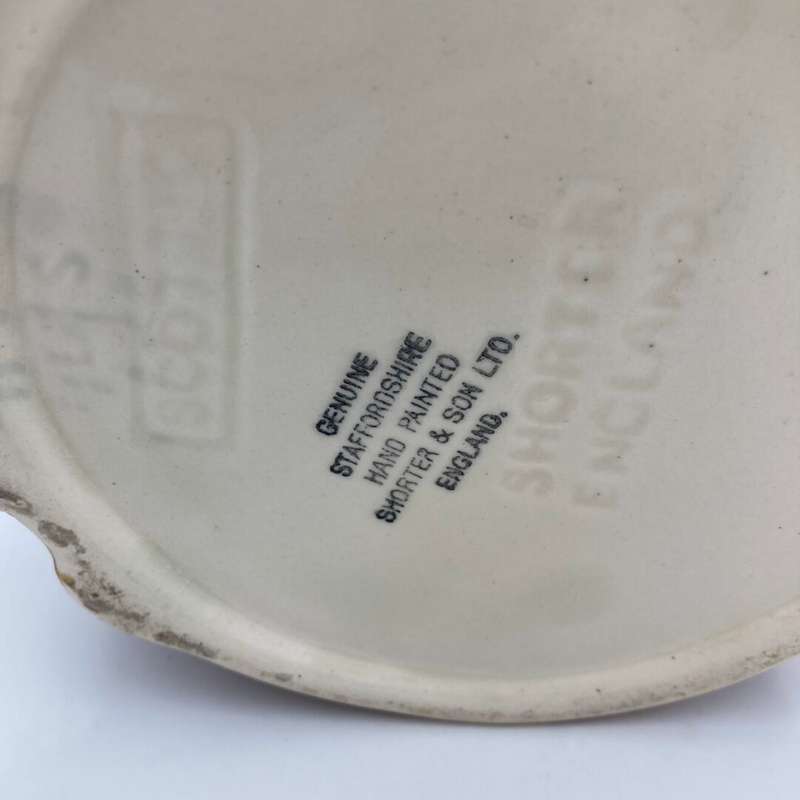 GENUINE
STAFFORDSHIRE
HAND PAINTED
SHORTER & SON LTD.
ENGLAND.
SHORTER
ENGLAND